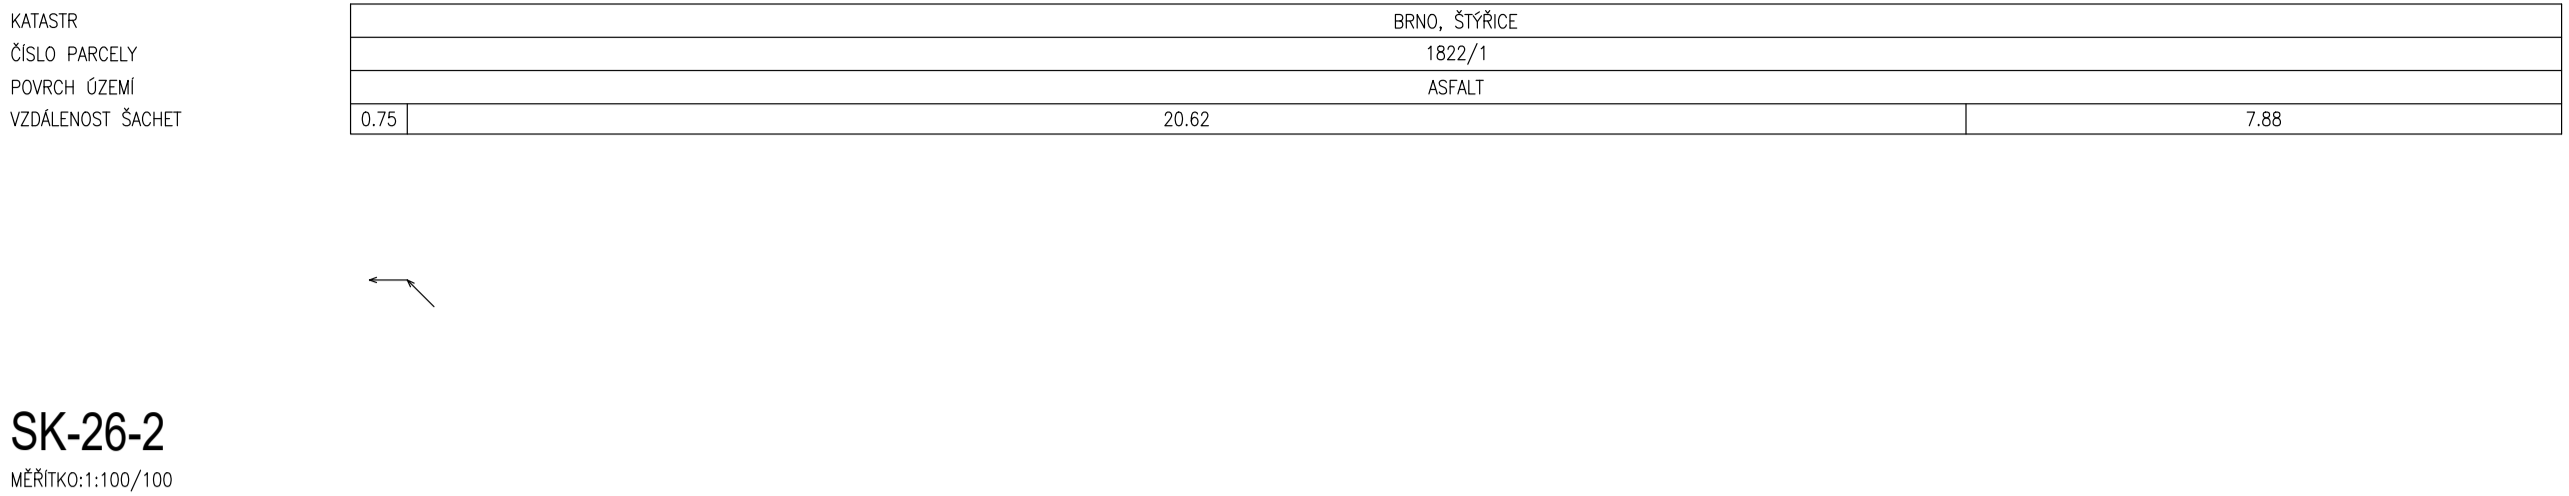 KATASTR BRNO, ŠTÝŘICE
ČÍSLO PARCELY 1822/1
POVRCH ÚZEMÍ ASFALT
VZDÁLENOST ŠACHET 0.75 20.62 7.88
SK-26-2
MĚŘÍTKO:1:100/100